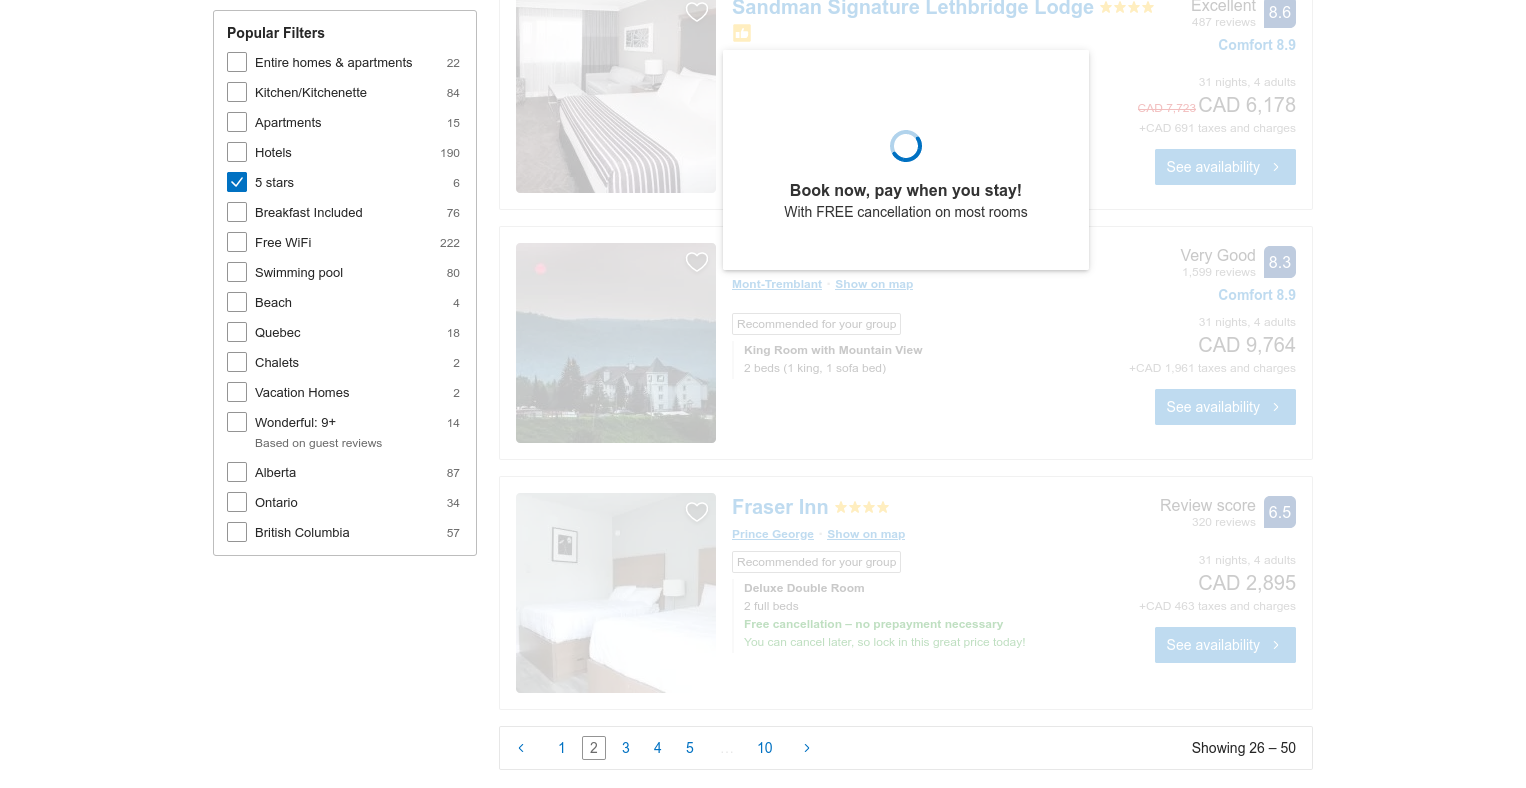 Popular Filters
Entire homes & apartments 22
Kitchen/Kitchenette 84
Apartments 15
Hotels 190
5 stars 6
Breakfast Included 76
Free WiFi 222
Swimming pool 80
Beach 4
Quebec 18
Chalets 2
Vacation Homes 2
Wonderful: 9+ 14
Based on guest reviews
Alberta 87
Ontario 34
British Columbia 57
Sandman Signature Lethbridge Lodge
Excellent 8.6
487 reviews
Comfort 8.9
31 nights, 4 adults
CAD 7,723 CAD 6,178
+CAD 691 taxes and charges
See availability
Book now, pay when you stay!
With FREE cancellation on most rooms
Very Good 8.3
1,599 reviews
Mont-Tremblant · Show on map
Comfort 8.9
Recommended for your group
King Room with Mountain View
2 beds (1 king, 1 sofa bed)
31 nights, 4 adults
CAD 9,764
+CAD 1,961 taxes and charges
See availability
Fraser Inn
Review score 6.5
320 reviews
Prince George · Show on map
Recommended for your group
Deluxe Double Room
2 full beds
Free cancellation – no prepayment necessary
You can cancel later, so lock in this great price today!
31 nights, 4 adults
CAD 2,895
+CAD 463 taxes and charges
See availability
1 2 3 4 5 … 10
Showing 26 – 50